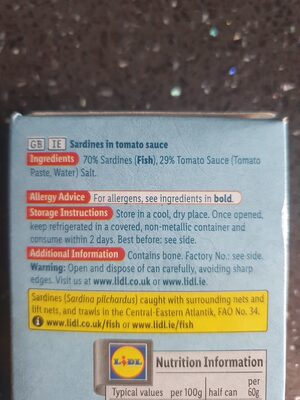 GB IE Sardines in tomato sauce
Ingredients 70% Sardines (Fish), 29% Tomato Sauce (Tomato
Paste, Water) Salt.
Allergy Advice For allergens, see ingredients in bold.
Storage Instructions Store in a cool, dry place. Once opened,
keep refrigerated in a covered, non-metallic container and
consume within 2 days. Best before: see side.
Additional Information Contains bone. Factory No.: see side.
Warning: Open and dispose of can carefully, avoiding sharp
edges. Visit us at www.lidl.co.uk or www.lidl.ie.
Sardines (Sardina pilchardus) caught with surrounding nets and
lift nets, and trawls in the Central-Eastern Atlantic, FAO No. 34.
i www.lidl.co.uk/fish or www.lidl.ie/fish
LIDL
Nutrition Information
Typical values per 100g half can per
60g